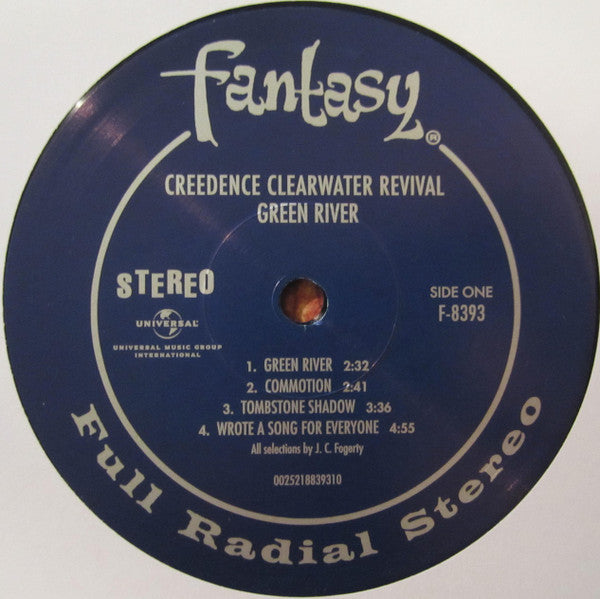 fantasy®
CREEDENCE CLEARWATER REVIVAL
GREEN RIVER
STEREO
SIDE ONE
F-8393
UNIVERSAL
UNIVERSAL MUSIC GROUP
INTERNATIONAL
1. GREEN RIVER 2:32
2. COMMOTION 2:41
3. TOMBSTONE SHADOW 3:36
4. WROTE A SONG FOR EVERYONE 4:55
All selections by J. C. Fogerty
0025218839310
Full Radial Stereo